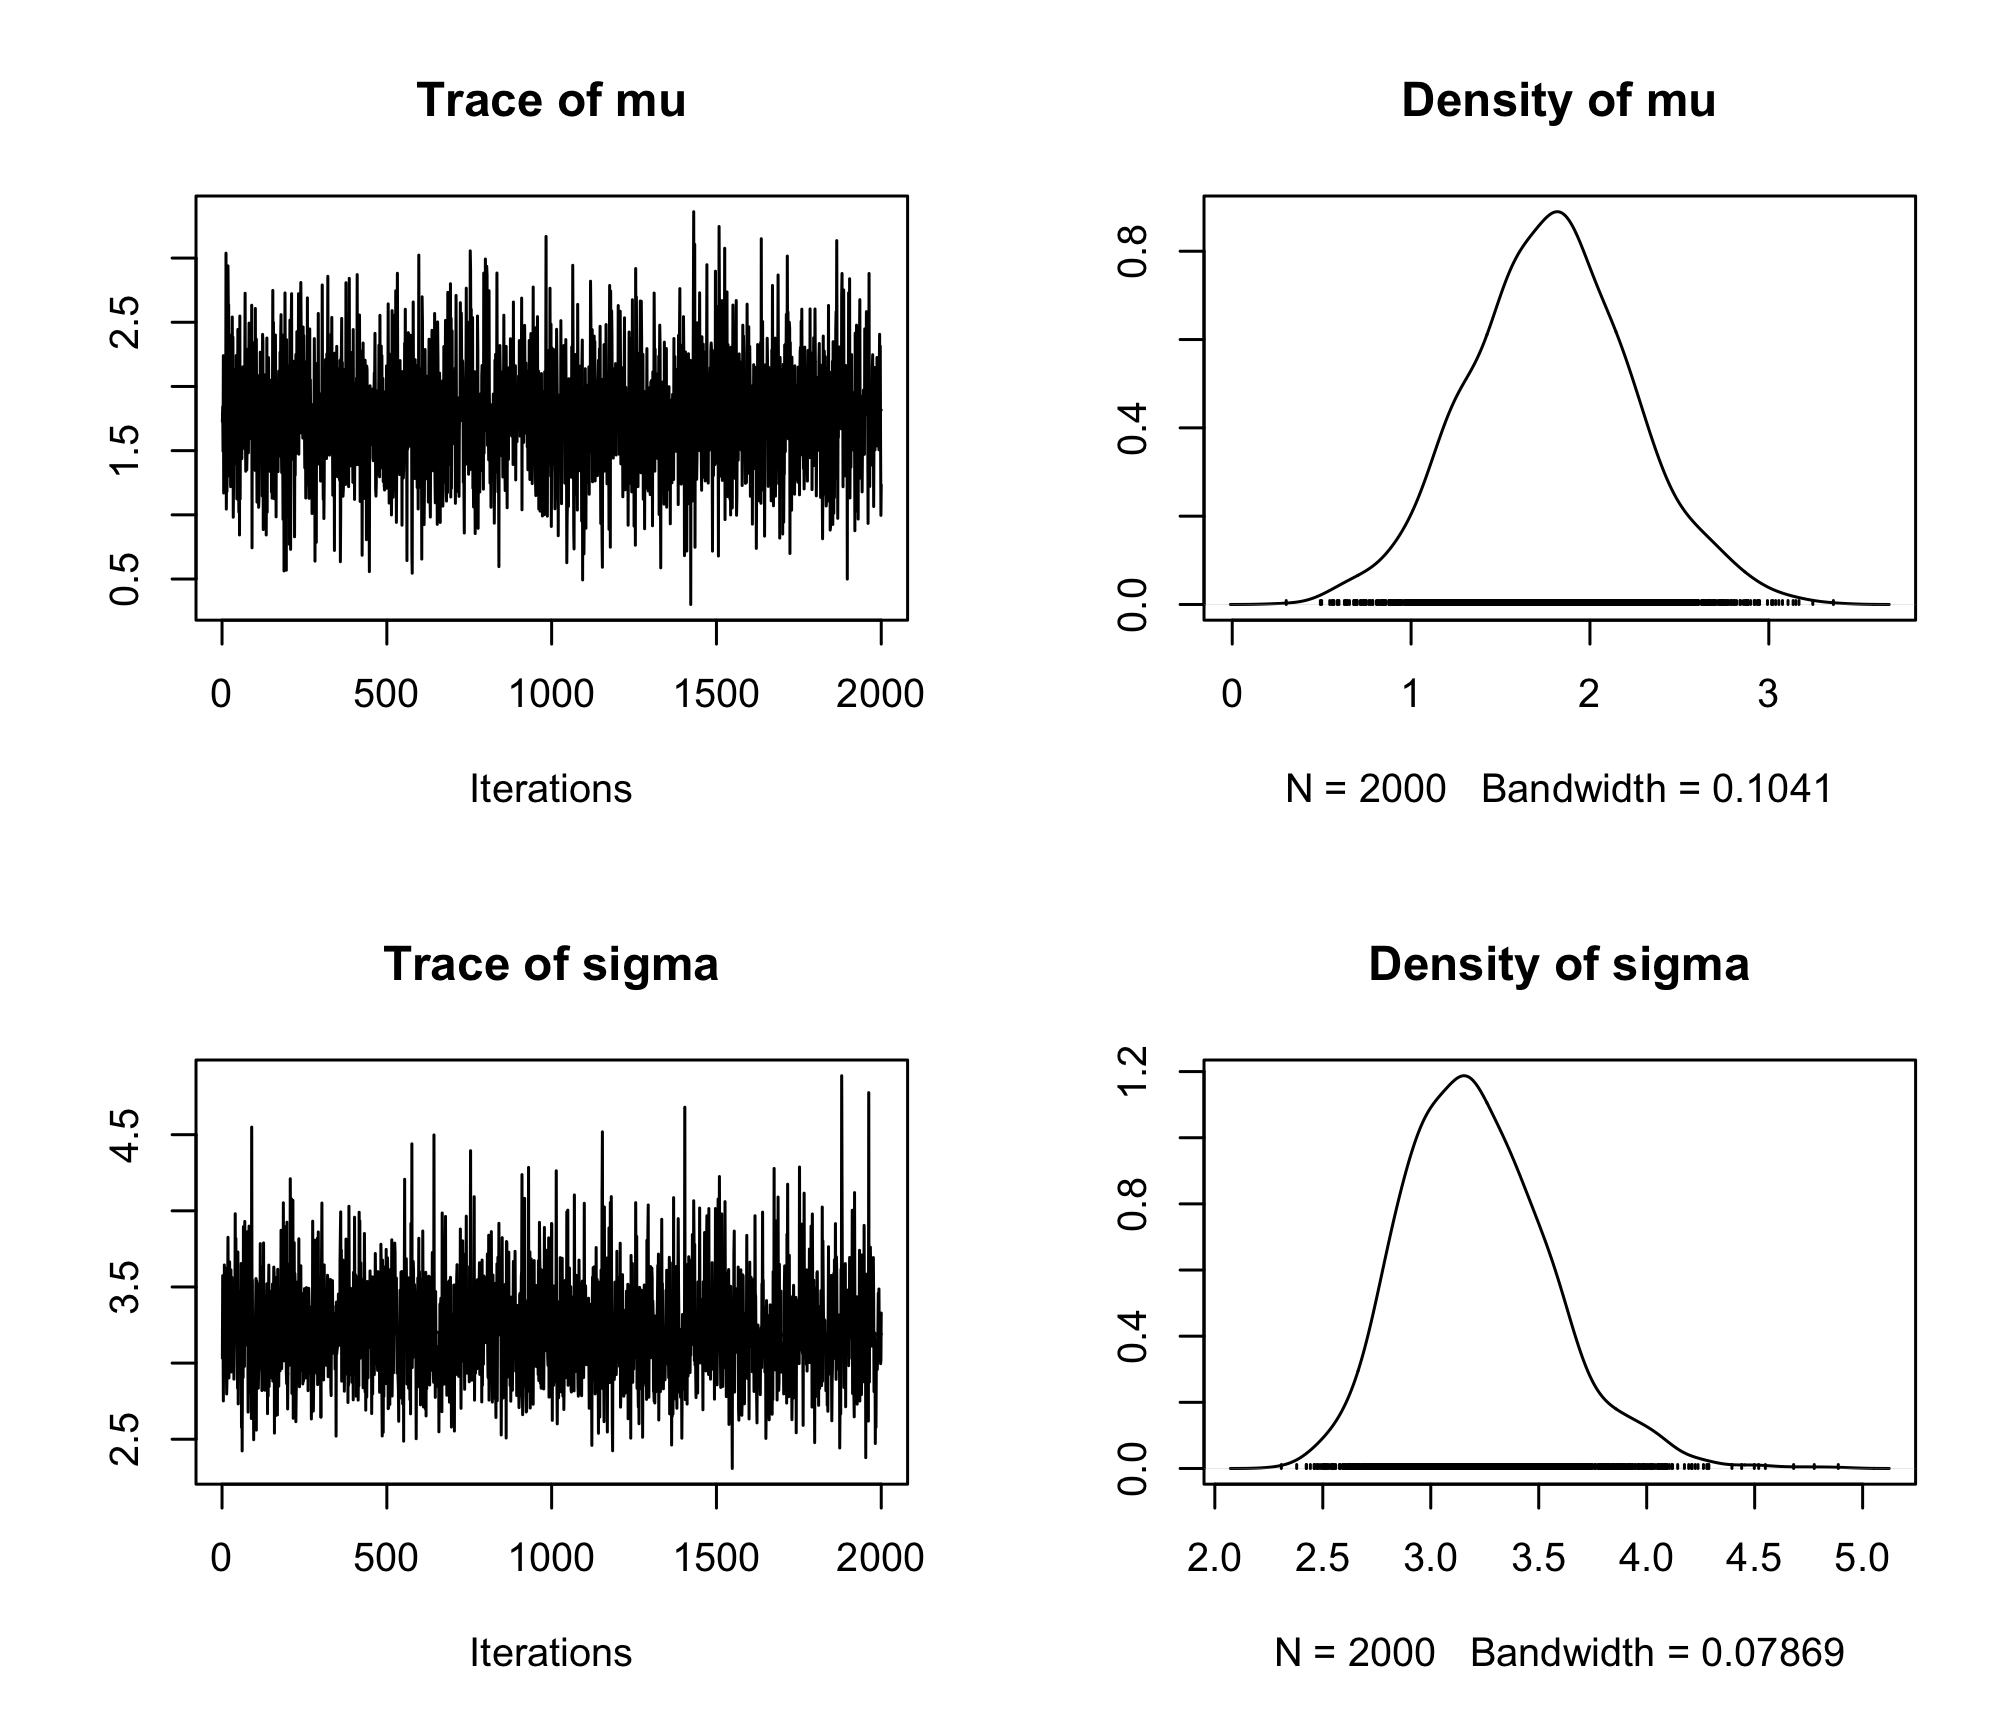 Trace of mu
2.5
1.5
0.5
0 500 1000 1500 2000
Iterations
Density of mu
0.8
0.4
0.0
0 1 2 3
N = 2000 Bandwidth = 0.1041
Trace of sigma
4.5
3.5
2.5
0 500 1000 1500 2000
Iterations
Density of sigma
1.2
0.8
0.4
0.0
2.0 2.5 3.0 3.5 4.0 4.5 5.0
N = 2000 Bandwidth = 0.07869